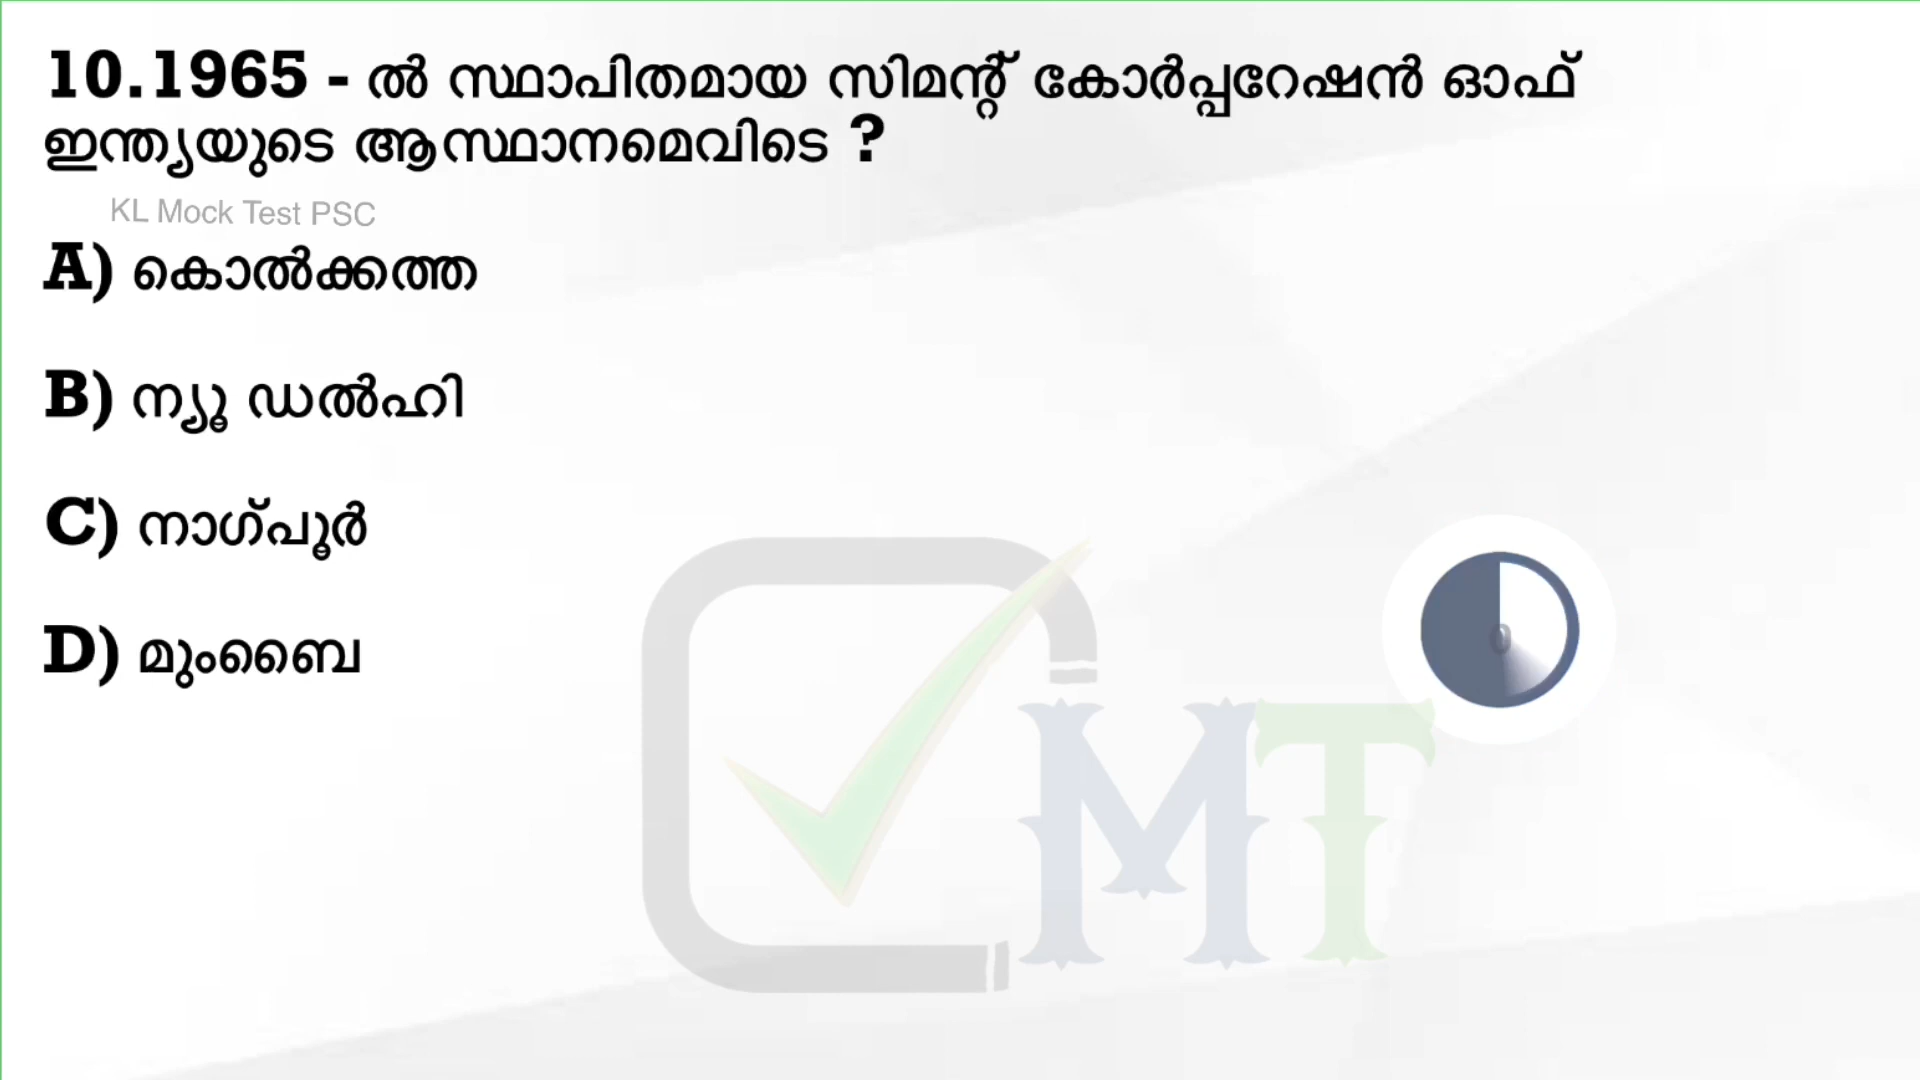 10.1965 - ൽ സ്ഥാപിതമായ സിമന്റ് കോർപ്പറേഷൻ ഓഫ്
ഇന്ത്യയുടെ ആസ്ഥാനമെവിടെ ?
KL Mock Test PSC
A) കൊൽക്കത്ത
B) ന്യൂ ഡൽഹി
C) നാഗ്പൂർ
D) മുംബൈ
0
MT